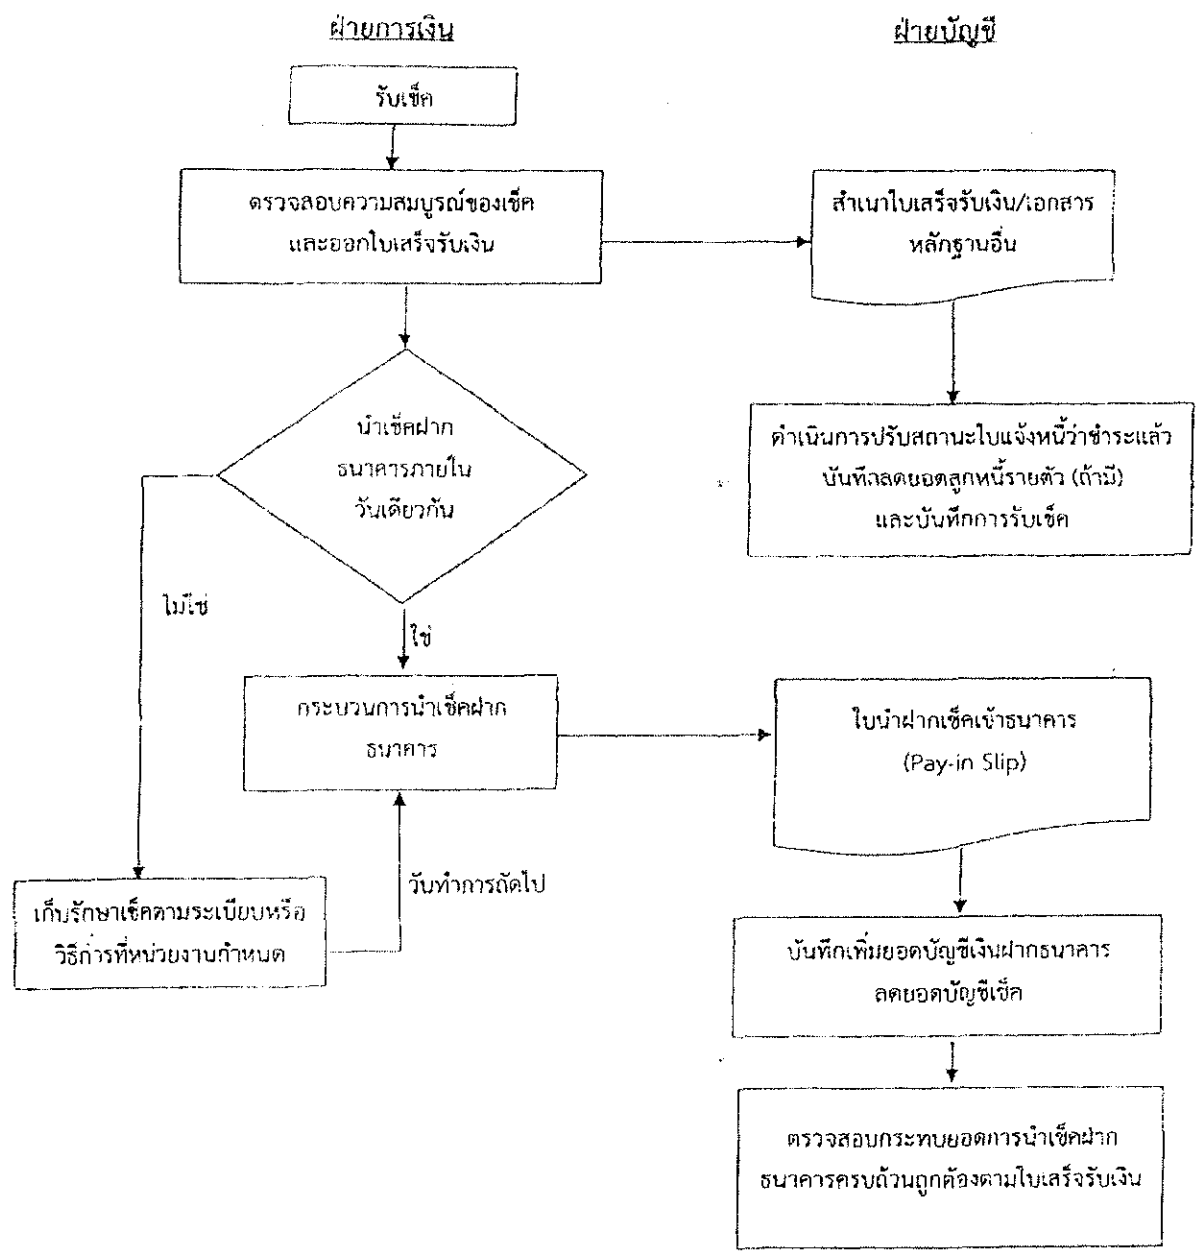 ฝ่ายการเงิน
ฝ่ายบัญชี
รับเช็ค
ตรวจสอบความสมบูรณ์ของเช็ค
และออกใบเสร็จรับเงิน
สำเนาใบเสร็จรับเงิน/เอกสาร
หลักฐานอื่น
นำเช็คฝาก
ธนาคารภายใน
วันเดียวกัน
ดำเนินการปรับสถานะใบแจ้งหนี้ว่าชำระแล้ว
บันทึกลดยอดลูกหนี้รายตัว (ถ้ามี)
และบันทึกการรับเช็ค
ไม่ใช่
ใช่
กระบวนการนำเช็คฝาก
ธนาคาร
ใบนำฝากเช็คเข้าธนาคาร
(Pay-in Slip)
วันทำการถัดไป
เก็บรักษาเช็คตามระเบียบหรือ
วิธีการที่หน่วยงานกำหนด
บันทึกเพิ่มยอดบัญชีเงินฝากธนาคาร
ลดยอดบัญชีเช็ค
ตรวจสอบกระทบยอดการนำเช็คฝาก
ธนาคารครบถ้วนถูกต้องตามใบเสร็จรับเงิน